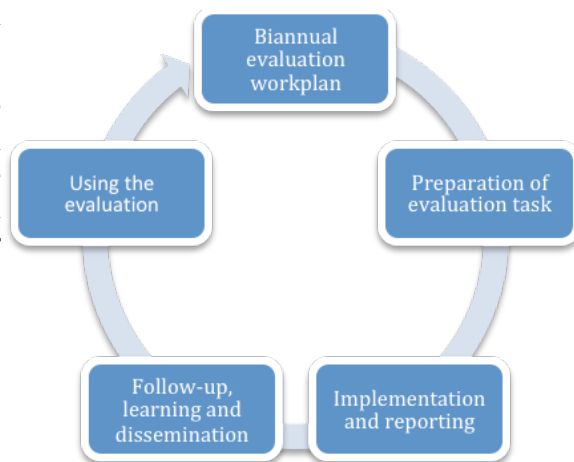 Biannual
evaluation
workplan
Preparation of
evaluation task
Implementation
and reporting
Follow-up,
learning and
dissemination
Using the
evaluation